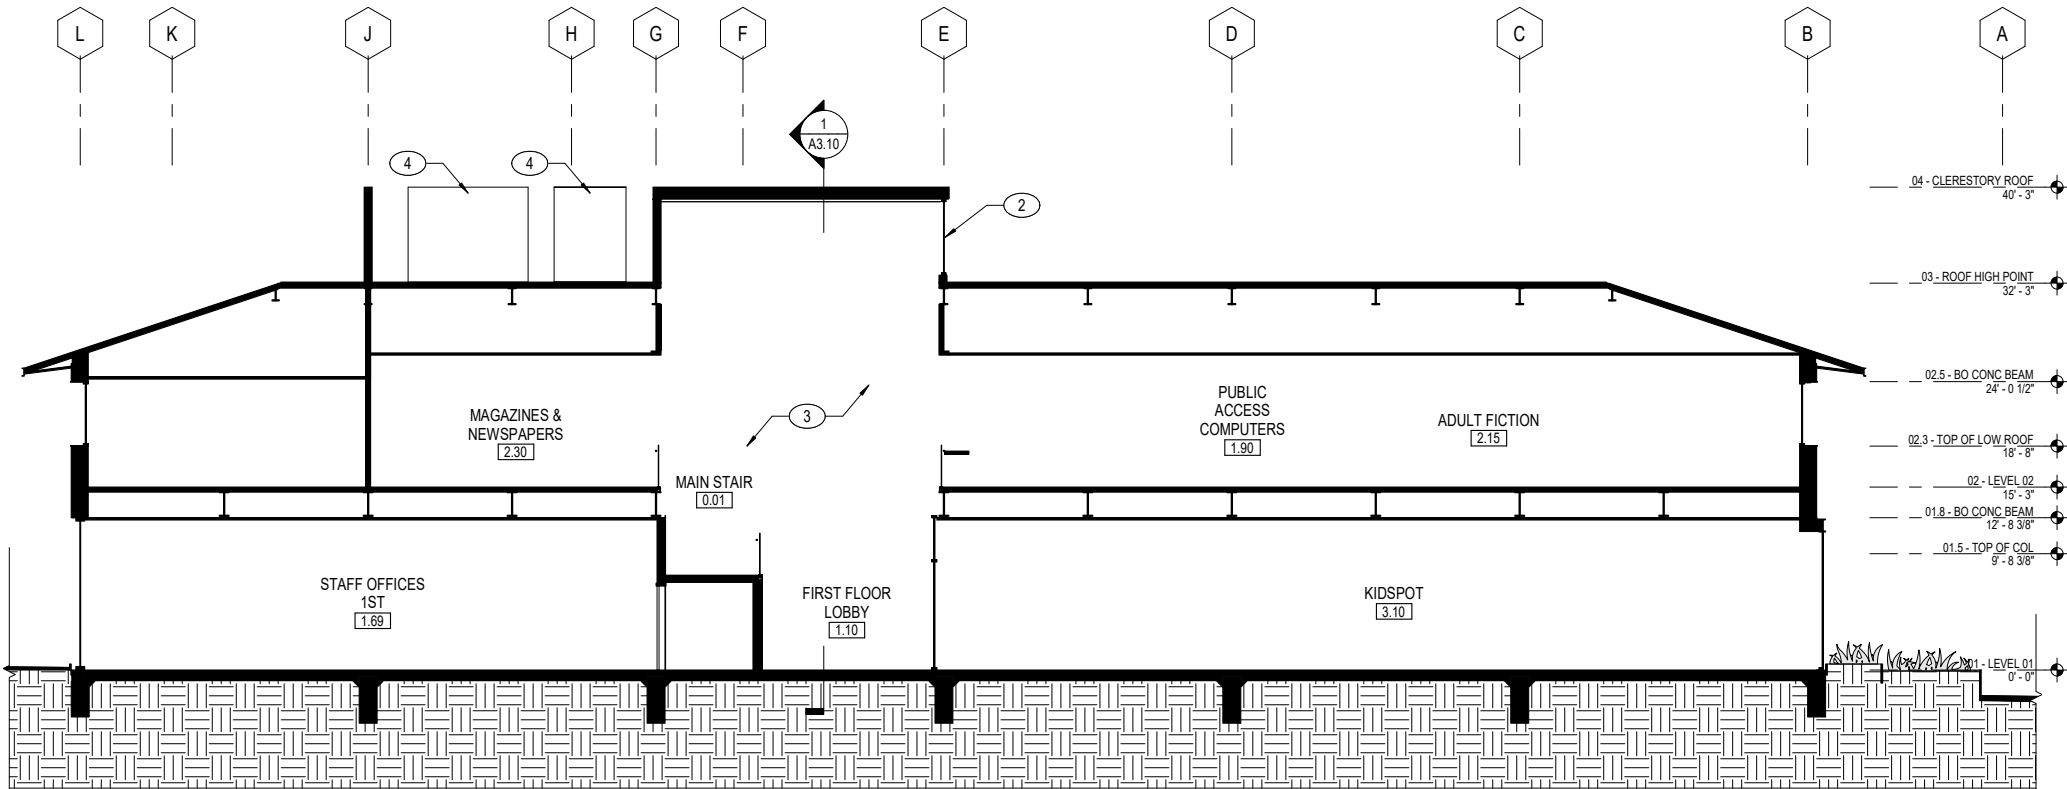 L
K
J
H
G
F
E
D
C
B
A
1
A3.10
4
4
2
04 - CLERESTORY ROOF
40' - 3"
03 - ROOF HIGH POINT
32' - 3"
02.5 - BO CONC BEAM
24' - 0 1/2"
02.3 - TOP OF LOW ROOF
18' - 8"
02 - LEVEL 02
15' - 3"
01.8 - BO CONC BEAM
12' - 8 3/8"
01.5 - TOP OF COL
9' - 8 3/8"
01 - LEVEL 01
0' - 0"
MAGAZINES &
NEWSPAPERS
2.30
3
PUBLIC
ACCESS
COMPUTERS
1.90
ADULT FICTION
2.15
MAIN STAIR
0.01
STAFF OFFICES
1ST
1.69
FIRST FLOOR
LOBBY
1.10
KIDSPOT
3.10